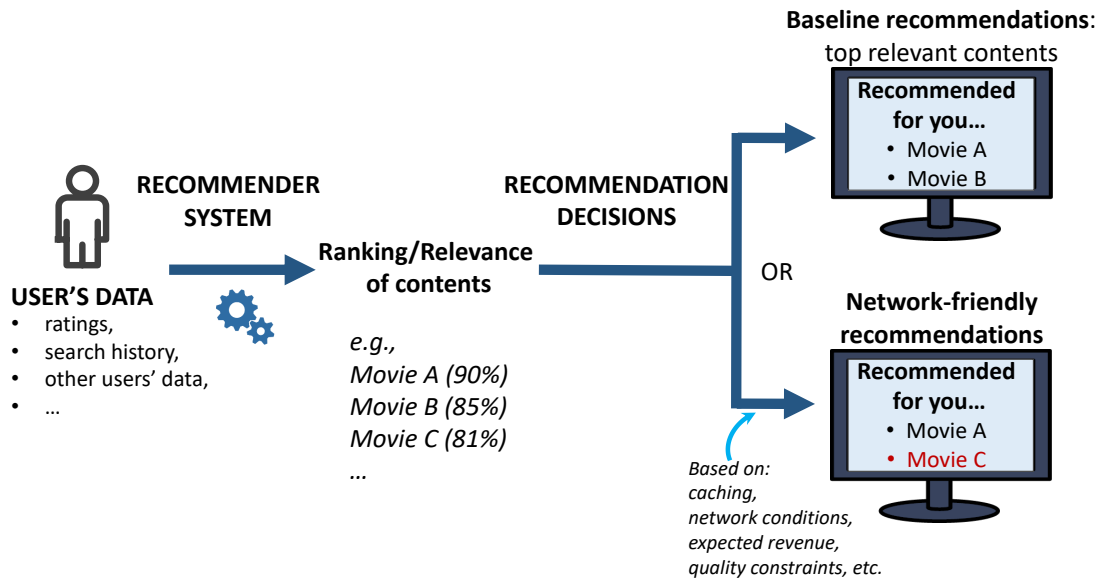 USER'S DATA
• ratings,
• search history,
• other users' data,
• …
RECOMMENDER
SYSTEM
Ranking/Relevance
of contents
e.g.,
Movie A (90%)
Movie B (85%)
Movie C (81%)
…
RECOMMENDATION
DECISIONS
OR
Baseline recommendations:
top relevant contents
Recommended
for you…
• Movie A
• Movie B
Network-friendly
recommendations
Recommended
for you…
• Movie A
• Movie C
Based on:
caching,
network conditions,
expected revenue,
quality constraints, etc.